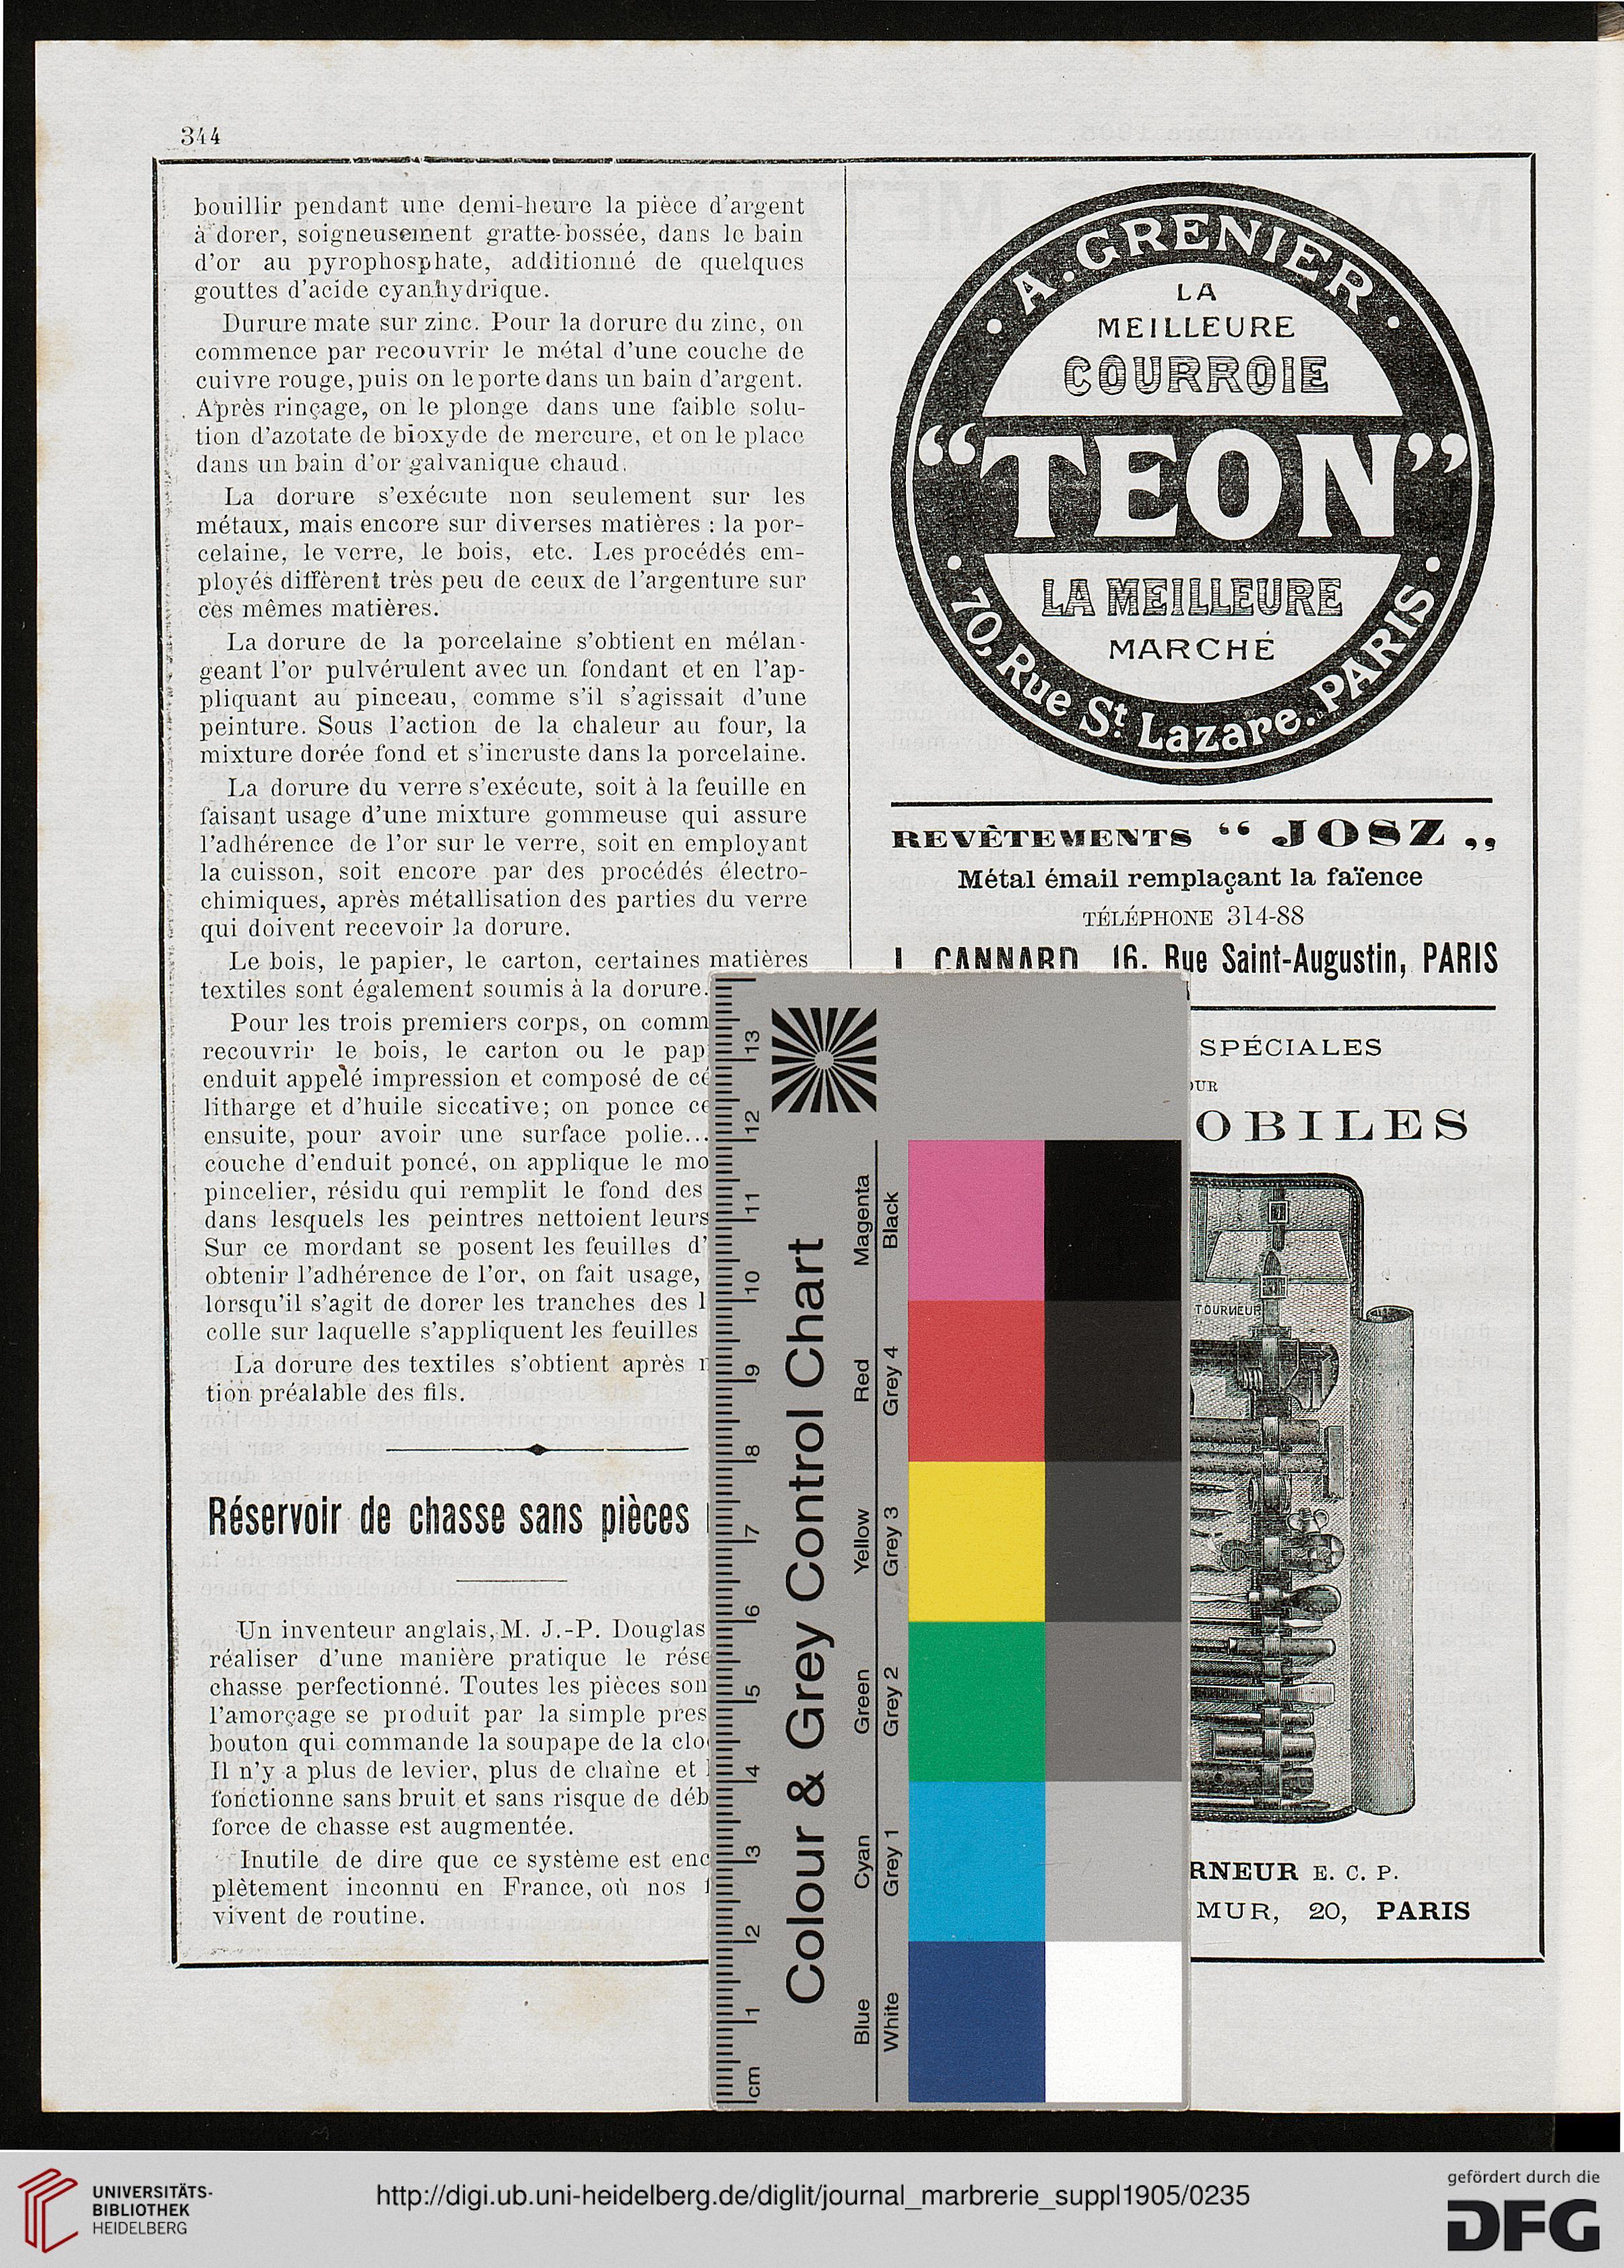 344
bouillir pendant une demi-heure la pièce d'argent
à dorer, soigneusement gratte-bossée, dans le bain
d'or au pyrophosphate, additionné de quelques
gouttes d'acide cyanhydrique.
Durure mate sur zinc. Pour la dorure du zinc, on
commence par recouvrir le métal d'une couche de
cuivre rouge, puis on le porte dans un bain d'argent.
Après rinçage, on le plonge dans une faible solu-
tion d'azotate de bioxyde de mercure, et on le place
dans un bain d'or galvanique chaud.
La dorure s'exécute non seulement sur les
métaux, mais encore sur diverses matières : la por-
celaine, le verre, le bois, etc. Les procédés em-
ployés diffèrent très peu de ceux de l'argenture sur
ces mêmes matières.
La dorure de la porcelaine s'obtient en mélan-
geant l'or pulvérulent avec un fondant et en l'ap-
pliquant au pinceau, comme s'il s'agissait d'une
peinture. Sous l'action de la chaleur au four, la
mixture dorée fond et s'incruste dans la porcelaine.
La dorure du verre s'exécute, soit à la feuille en
faisant usage d'une mixture gommeuse qui assure
l'adhérence de l'or sur le verre, soit en employant
la cuisson, soit encore par des procédés électro-
chimiques, après métallisation des parties du verre
qui doivent recevoir la dorure.
Le bois, le papier, le carton, certaines matières
textiles sont également soumis à la dorure.
Pour les trois premiers corps, on comm
recouvrir le bois, le carton ou le pap
enduit appelé impression et composé de cé
litharge et d'huile siccative; on ponce ce
ensuite, pour avoir une surface polie...
couche d'enduit poncé, on applique le mo
pincelier, résidu qui remplit le fond des
dans lesquels les peintres nettoient leurs
Sur ce mordant se posent les feuilles d'
obtenir l'adhérence de l'or, on fait usage,
lorsqu'il s'agit de dorer les tranches des l
colle sur laquelle s'appliquent les feuilles
La dorure des textiles s'obtient après
tion préalable des fils.
Réservoir de chasse sans pièces
Un inventeur anglais, M. J.-P. Douglas
réaliser d'une manière pratique le rése
chasse perfectionné. Toutes les pièces son
l'amorçage se produit par la simple pres
bouton qui commande la soupape de la clo
Il n'y a plus de levier, plus de chaîne et
fonctionne sans bruit et sans risque de déb
force de chasse est augmentée.
Inutile de dire que ce système est enc
plètement inconnu en France, où nos
vivent de routine.
A. GRENIER
LA
MEILLEURE
COURROIE
“TEON”
LA MEILLEURE
MARCHÉ
70, Rue St. Lazare. PARIS
REVÊTEMENTS “ JOSZ „
Métal émail remplaçant la faïence
TÉLÉPHONE 314-88
CANNARD 16, Rue Saint-Augustin, PARIS
SPÉCIALES
OUR
OBILES
TOURNEUR
RNEUR E. C. P.
MUR, 20, PARIS
Colour & Grey Control Chart
Magenta Black
Red Grey 4
Yellow Grey 3
Green Grey 2
Cyan Grey 1
Blue White
13
12
11
10
9
8
7
6
5
4
3
2
1
cm
UNIVERSITÄTS-
BIBLIOTHEK
HEIDELBERG
http://digi.ub.uni-heidelberg.de/diglit/journal_marbrerie_suppl1905/0235
gefördert durch die
DFG